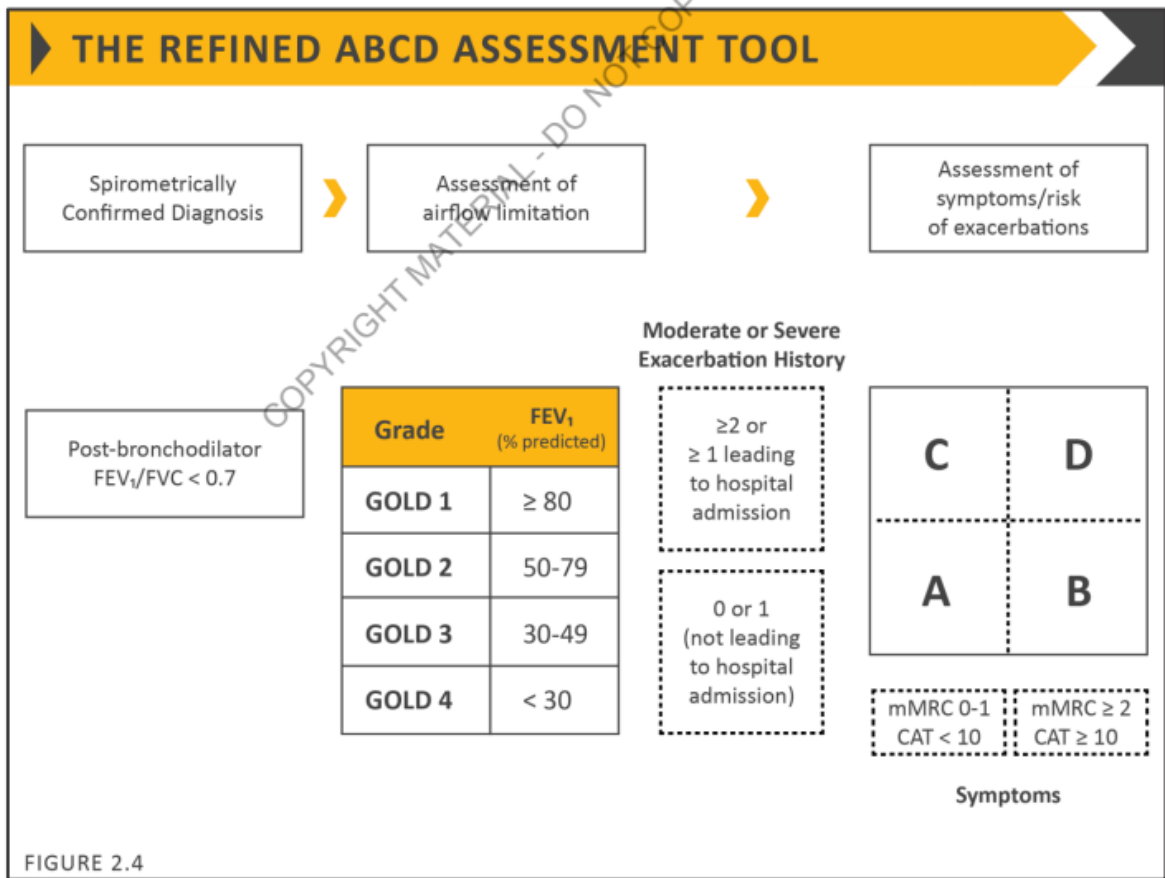 THE REFINED ABCD ASSESSMENT TOOL
Spirometrically
Confirmed Diagnosis
Assessment of
airflow limitation
Assessment of
symptoms/risk
of exacerbations
COPYRIGHT MATERIAL - DO NOT
Post-bronchodilator
FEV₁/FVC < 0.7
Grade
FEV₁
(% predicted)
GOLD 1
≥ 80
GOLD 2
50-79
GOLD 3
30-49
GOLD 4
< 30
Moderate or Severe
Exacerbation History
≥2 or
≥ 1 leading
to hospital
admission
0 or 1
(not leading
to hospital
admission)
C
D
A
B
mMRC 0-1
CAT < 10
mMRC ≥ 2
CAT ≥ 10
Symptoms
FIGURE 2.4